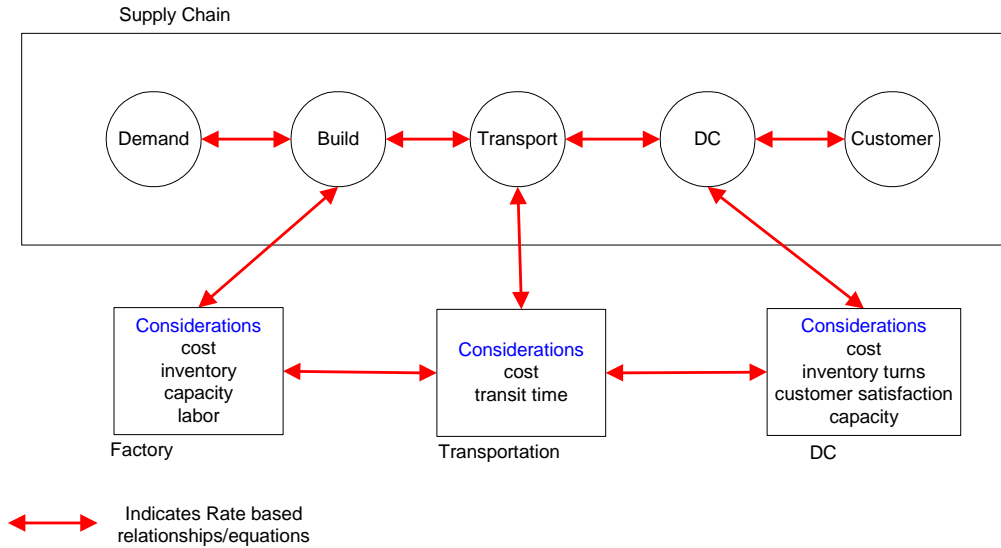 Supply Chain
Demand
Build
Transport
DC
Customer
Considerations
cost
inventory
capacity
labor
Factory
Considerations
cost
transit time
Transportation
Considerations
cost
inventory turns
customer satisfaction
capacity
DC
Indicates Rate based
relationships/equations